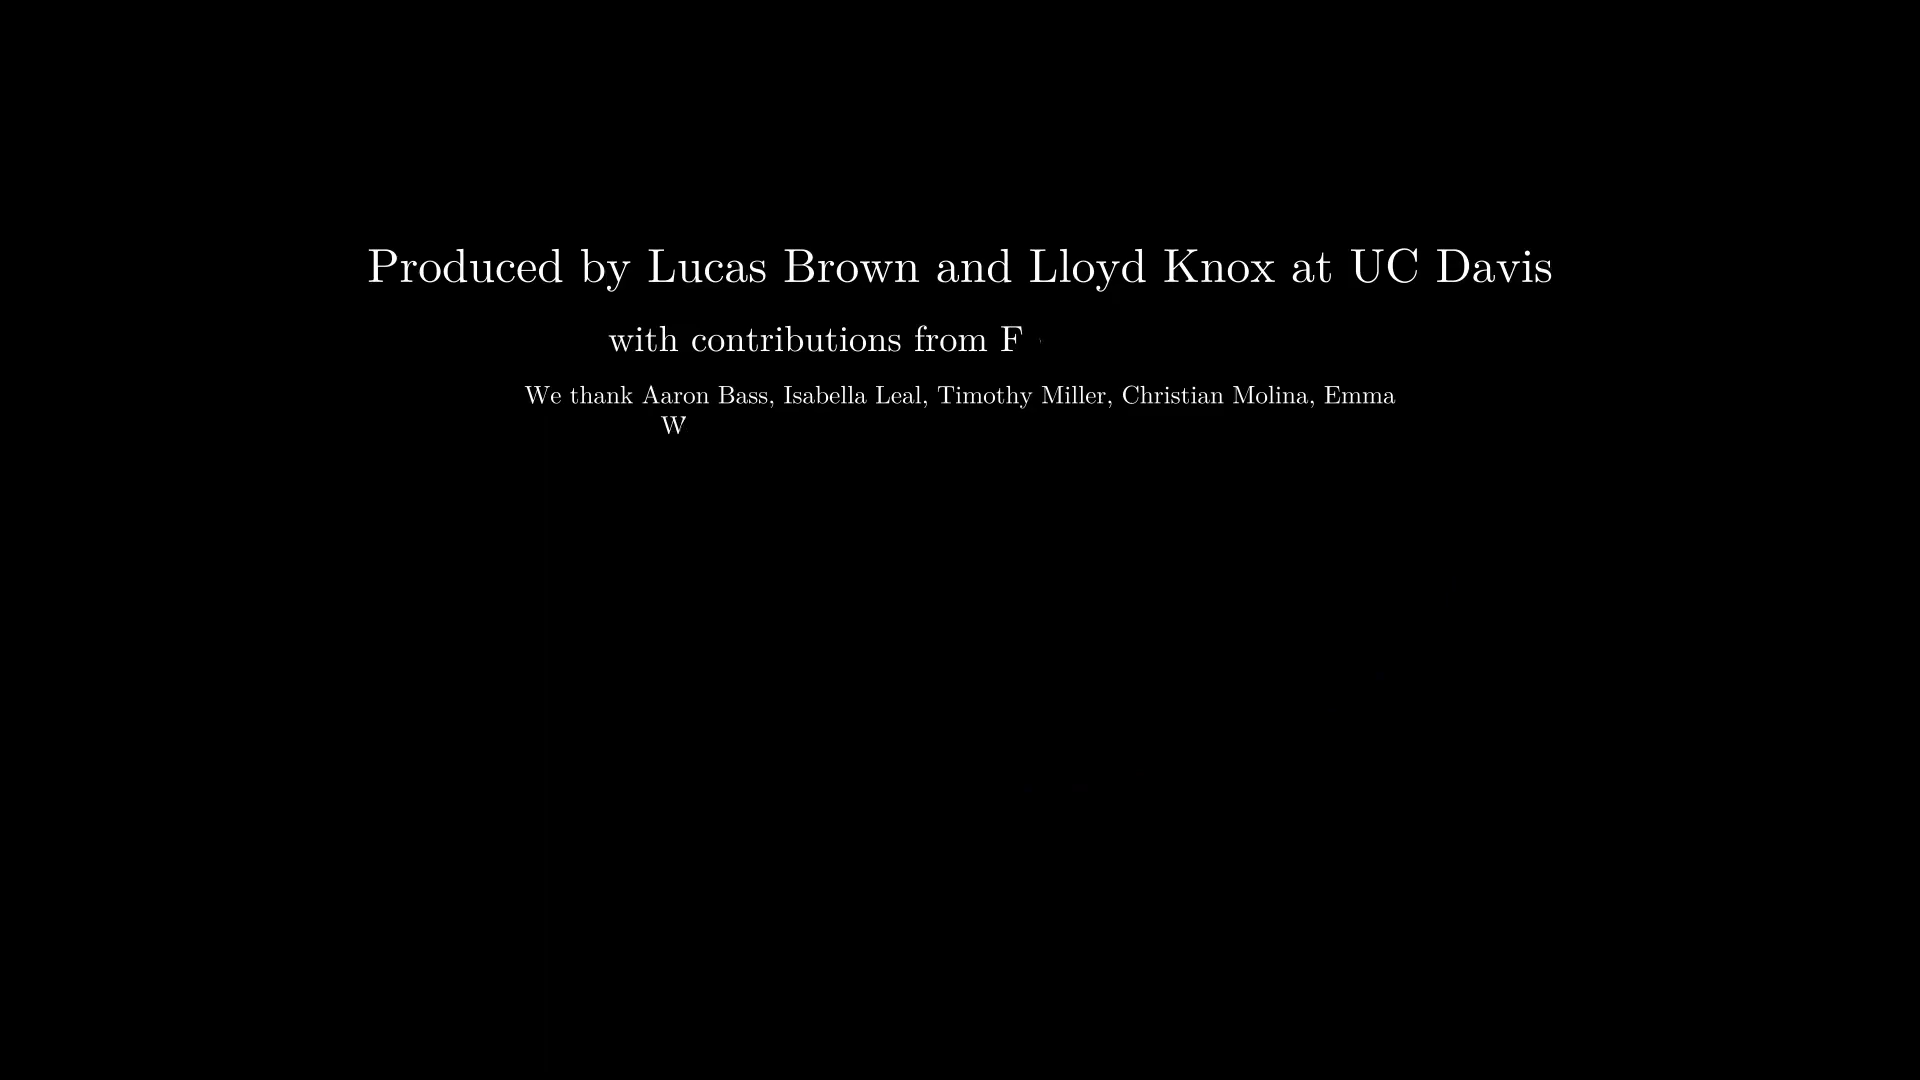 Produced by Lucas Brown and Lloyd Knox at UC Davis
with contributions from F
We thank Aaron Bass, Isabella Leal, Timothy Miller, Christian Molina, Emma
W